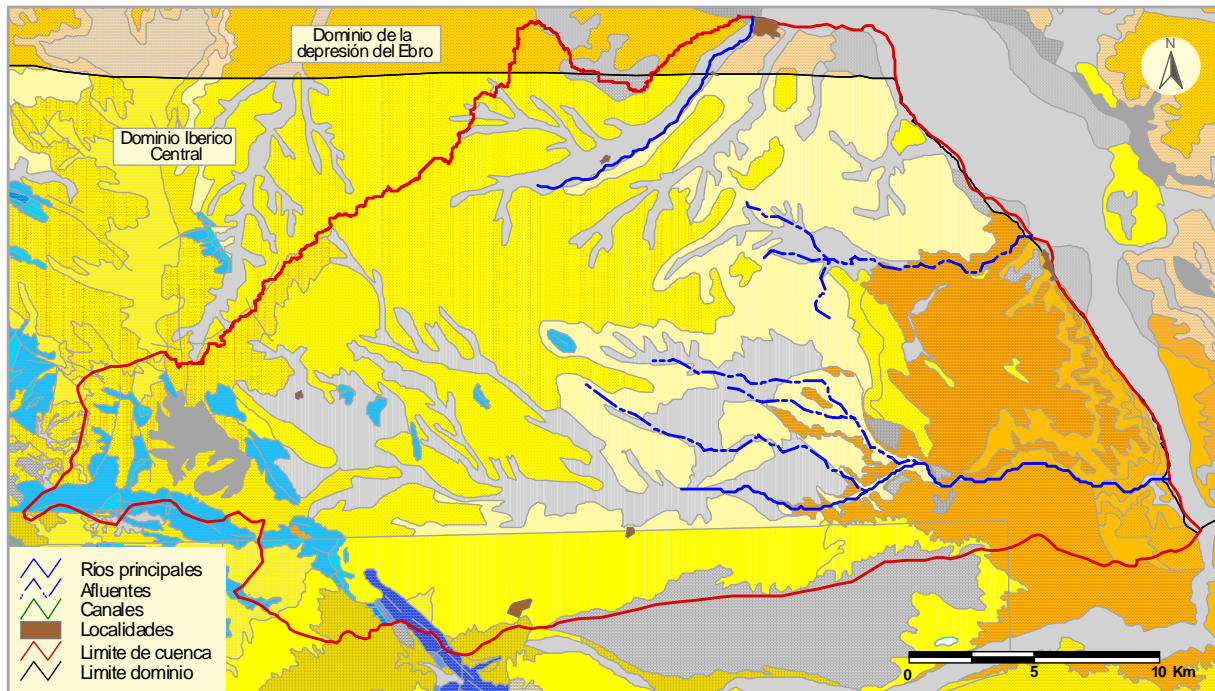 Dominio de la
depresión del Ebro
N
Dominio Iberico
Central
Ríos principales
Afluentes
Canales
Localidades
Limite de cuenca
Limite dominio
0 5 10 Km